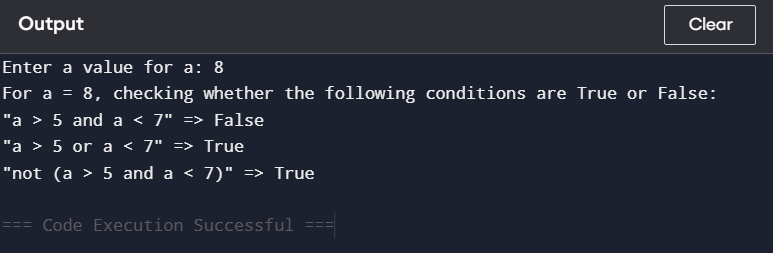 Output
Clear
Enter a value for a: 8
For a = 8, checking whether the following conditions are True or False:
"a > 5 and a < 7" => False
"a > 5 or a < 7" => True
"not (a > 5 and a < 7)" => True
=== Code Execution Successful ===